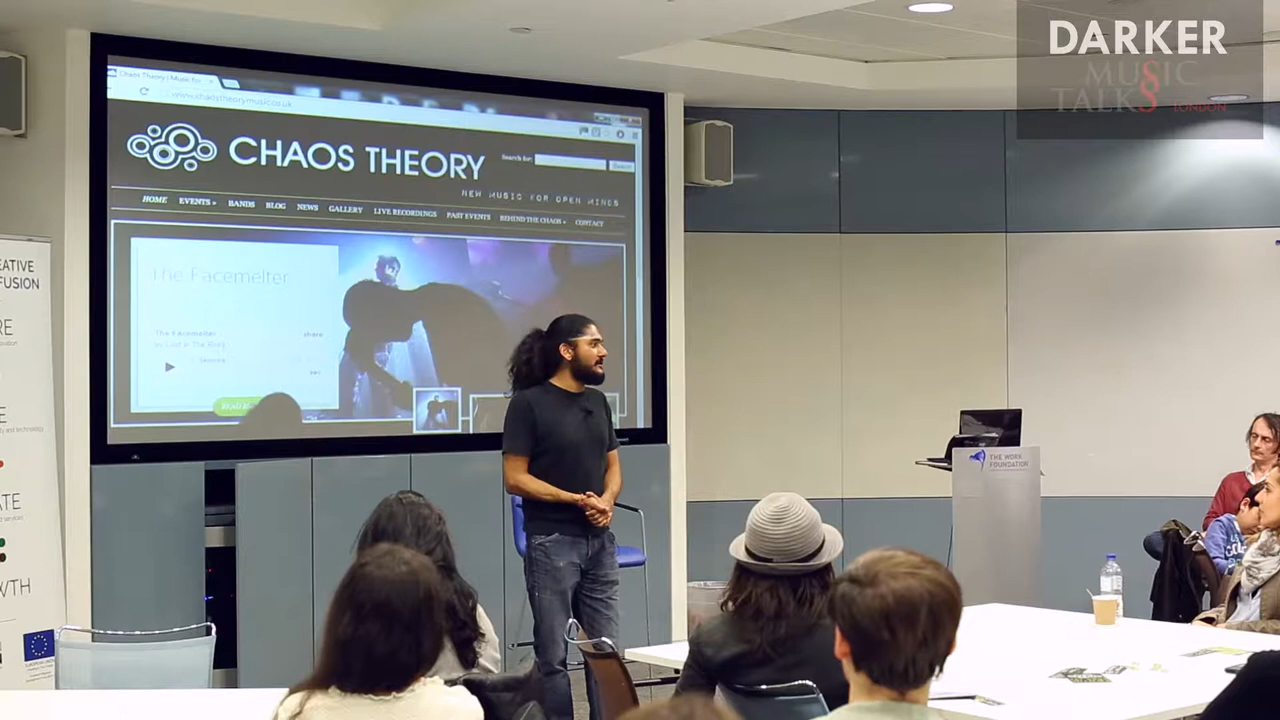 DARKER
MUSIC
TALKS
LONDON
Chaos Theory | Music for
www.chaostheorymusic.co.uk
CHAOS THEORY
Search for:
NEW MUSIC FOR OPEN MINDS
HOME EVENTS » BANDS BLOG NEWS GALLERY LIVE RECORDINGS PAST EVENTS BEHIND THE CHAOS » CONTACT
The Facemelter
The Facemelter
share
THE WORK
FOUNDATION
EATIVE
FUSION
RE
E
ATE
WTH